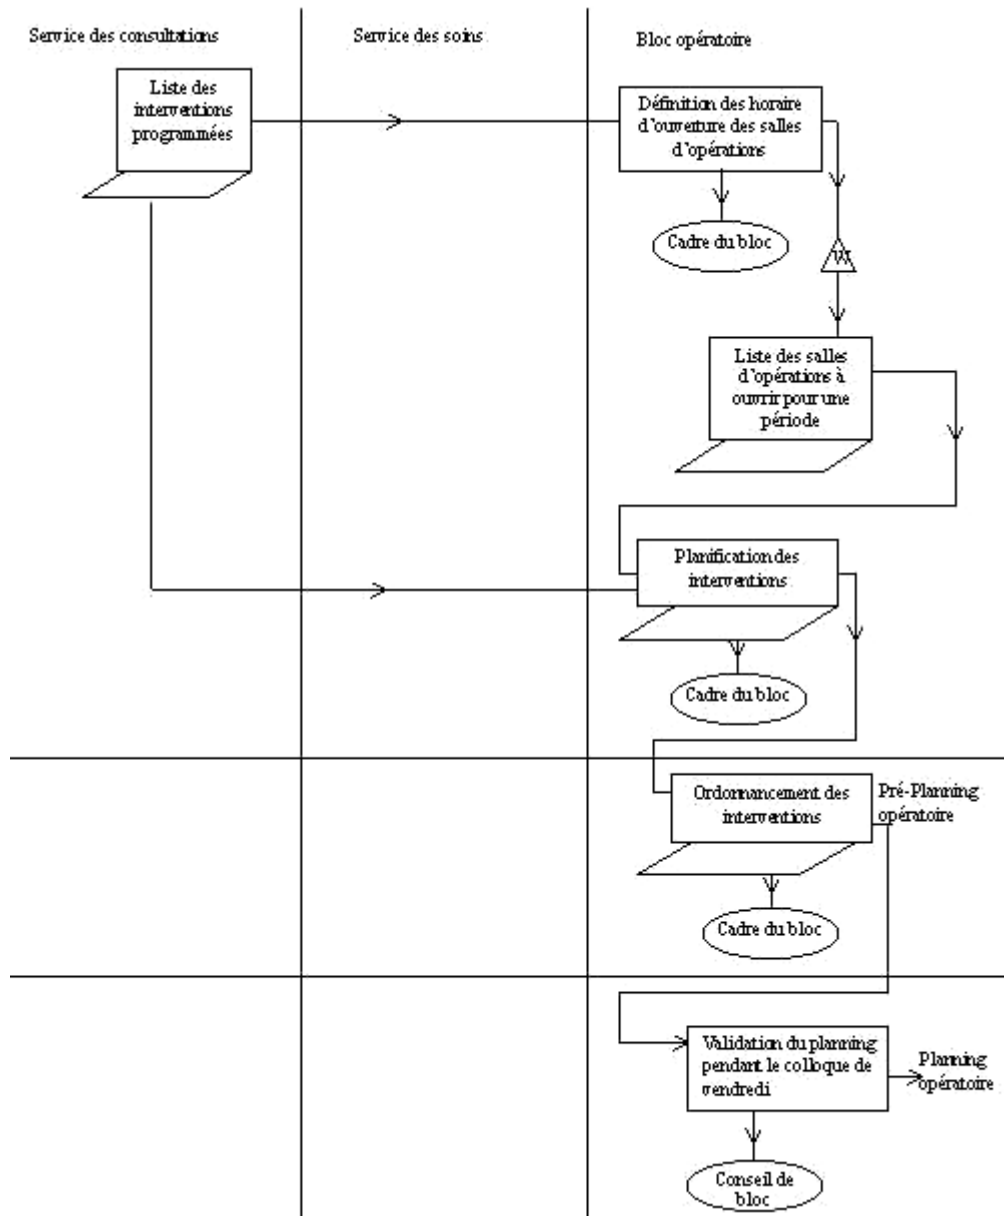 Service des consultations
Service des soins
Bloc opératoire
Liste des
interventions
programmées
Définition des horaire
d'ouverture des salles
d'opérations
Cadre du bloc
Liste des salles
d'opérations à
ouvrir pour une
période
Planification des
interventions
Cadre du bloc
Ordonnancement des
interventions
Pré-Planning
opératoire
Cadre du bloc
Validation du planning
pendant le colloque de
vendredi
Planning
opératoire
Conseil de
bloc